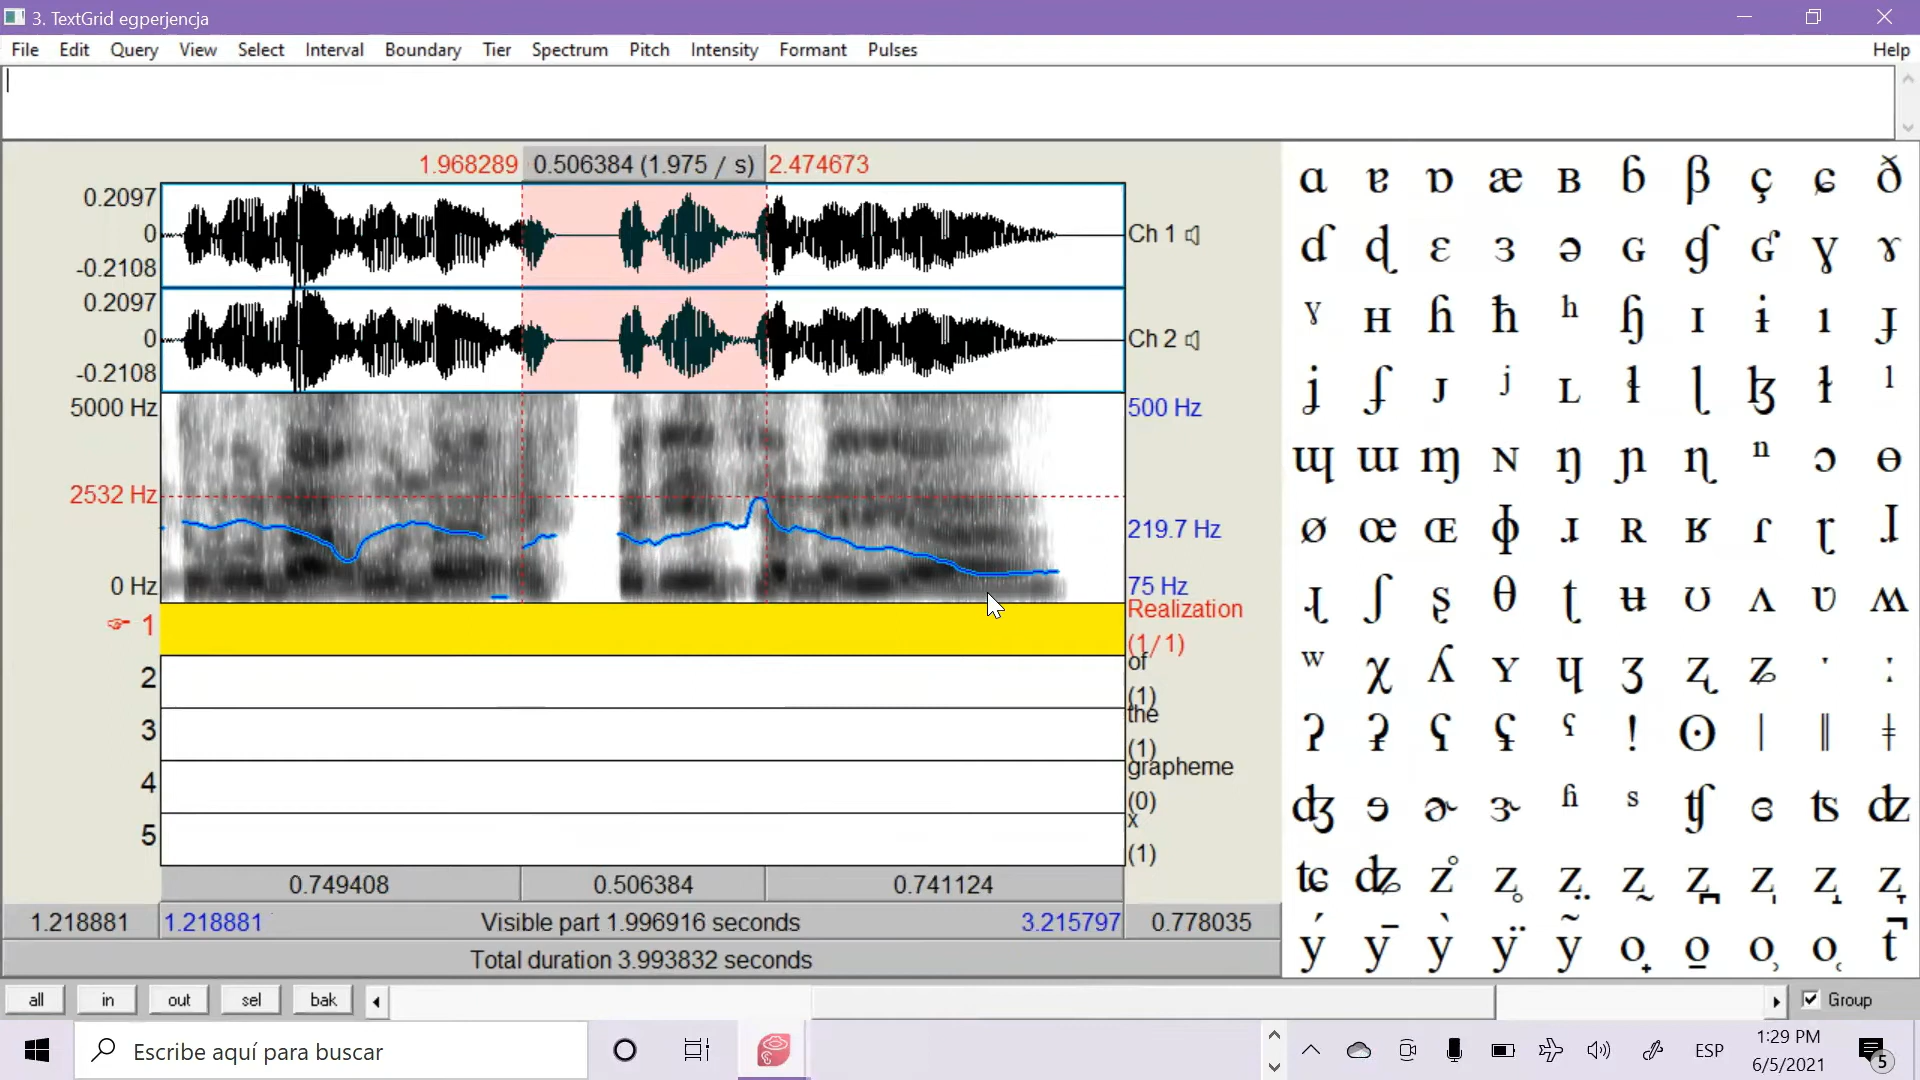 3. TextGrid egperjencja
File Edit Query View Select Interval Boundary Tier Spectrum Pitch Intensity Formant Pulses Help
1.968289 0.506384 (1.975 / s) 2.474673
0.2097
0
-0.2108
Ch 1
0.2097
0
-0.2108
Ch 2
5000 Hz
500 Hz
2532 Hz
219.7 Hz
0 Hz
75 Hz
1
Realization
(1/1)
2
of
(1)
3
the
(1)
4
grapheme
(0)
5
x
(1)
0.749408 0.506384 0.741124
1.218881 1.218881 Visible part 1.996916 seconds 3.215797 0.778035
Total duration 3.993832 seconds
ɑ ɐ ɒ æ ʙ ɓ β ç ɕ ð
ɗ ɖ ɛ ɜ ə ɢ ɠ ʛ ɣ ɤ
ˠ ʜ ɦ ħ ʰ ɧ ɪ ɨ ı ɟ
ʝ ʄ ᴊ ʲ ʟ ɫ ɭ ɮ ɬ ˡ
ɰ ɯ ɱ ɴ ŋ ɲ ɳ ⁿ ɔ ɵ
ø œ ɶ ɸ ɹ ʀ ʁ ɾ ɽ ɺ
ɻ ʃ ʂ θ ʈ ʉ ʊ ʌ ʋ ʍ
ʷ χ ʎ ʏ ɥ ʒ ʐ ʑ ˑ ː
ʔ ʡ ʕ ʢ ˤ ! ʘ ǀ ǁ ǂ
ʤ ɘ ɚ ɝ ʱ ˢ ʧ ɞ ʦ ʣ
ʨ ʥ
all in out sel bak Group
Escribe aquí para buscar
ESP
1:29 PM
6/5/2021
5